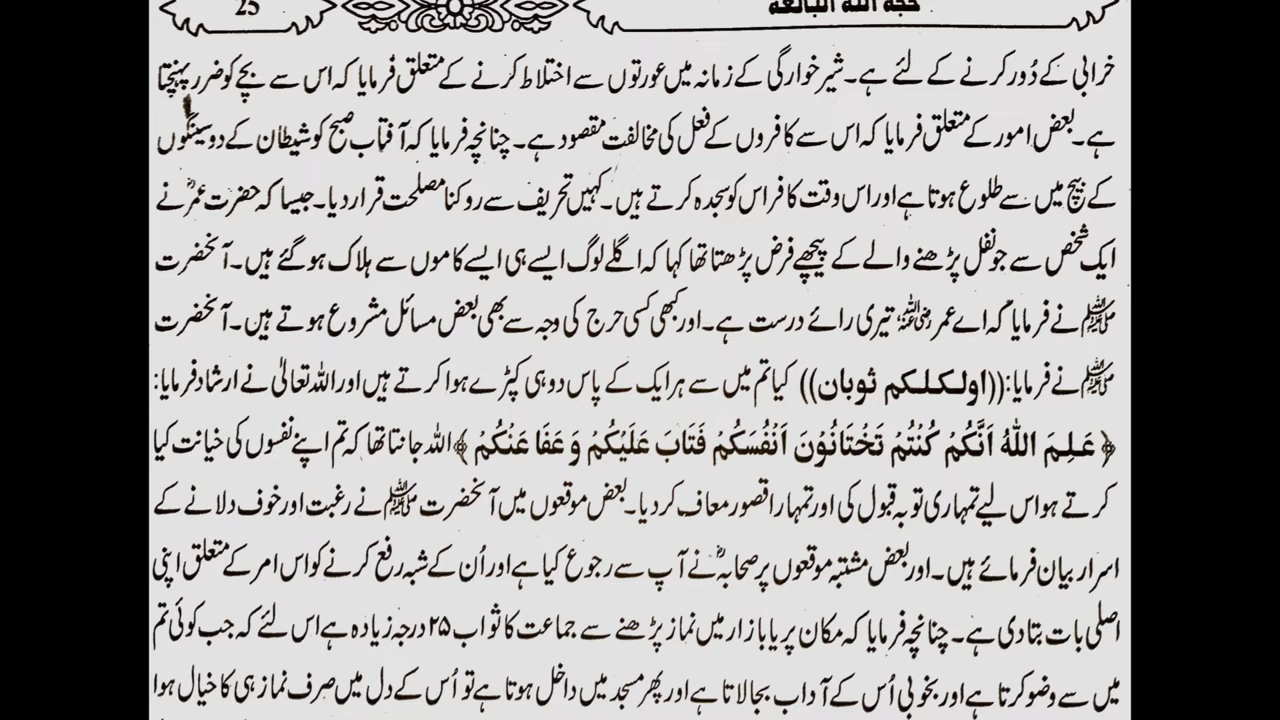 حجة الله البالغة 25
خرابی کے دُور کرنے کے لئے ہے۔ شیر خوارگی کے زمانہ میں عورتوں سے اختلاط کرنے کے متعلق فرمایا کہ اس سے بچے کو ضرر پہنچتا
ہے۔ بعض امور کے متعلق فرمایا کہ اس سے کافروں کے فعل کی مخالفت مقصود ہے۔ چنانچہ فرمایا کہ آفتاب صبح کو شیطان کے دو سینگوں
کے بیچ میں سے طلوع ہوتا ہے اور اس وقت کافر اس کو سجدہ کرتے ہیں۔ کہیں تحریف سے روکنا مصلحت قرار دیا۔ جیسا کہ حضرت عمرؓ نے
ایک شخص سے جو نفل پڑھنے والے کے پیچھے فرض پڑھتا تھا کہا کہ اگلے لوگ ایسے ہی ایسے کاموں سے ہلاک ہو گئے ہیں۔ آنحضرت
ﷺ نے فرمایا کہ اے عمر رضی اللہ عنہ تیری رائے درست ہے۔ اور کبھی کسی حرج کی وجہ سے بھی بعض مسائل مشروع ہوتے ہیں۔ آنحضرت
ﷺ نے فرمایا: ((اولکلکم ثوبان)) کیا تم میں سے ہر ایک کے پاس دو ہی کپڑے ہوا کرتے ہیں اور اللہ تعالیٰ نے ارشاد فرمایا:
﴿عَلِمَ اللّٰهُ اَنَّكُمْ كُنْتُمْ تَخْتَانُوْنَ اَنْفُسَكُمْ فَتَابَ عَلَيْكُمْ وَ عَفَا عَنْكُمْ﴾ اللہ جانتا تھا کہ تم اپنے نفسوں کی خیانت کیا
کرتے ہو اس لیے تمہاری توبہ قبول کی اور تمہارا قصور معاف کر دیا۔ بعض موقعوں میں آنحضرت ﷺ نے رغبت اور خوف دلانے کے
اسرار بیان فرمائے ہیں۔ اور بعض مشتبہ موقعوں پر صحابہؓ نے آپ سے رجوع کیا ہے اور اُن کے شبہ رفع کرنے کو اس امر کے متعلق اپنی
اصلی بات بتا دی ہے۔ چنانچہ فرمایا کہ مکان پر یا بازار میں نماز پڑھنے سے جماعت کا ثواب ۲۵ درجہ زیادہ ہے اس لئے کہ جب کوئی تم
میں سے وضو کرتا ہے اور بخوبی اُس کے آداب بجا لاتا ہے اور پھر مسجد میں داخل ہوتا ہے تو اُس کے دل میں صرف نماز ہی کا خیال ہوا